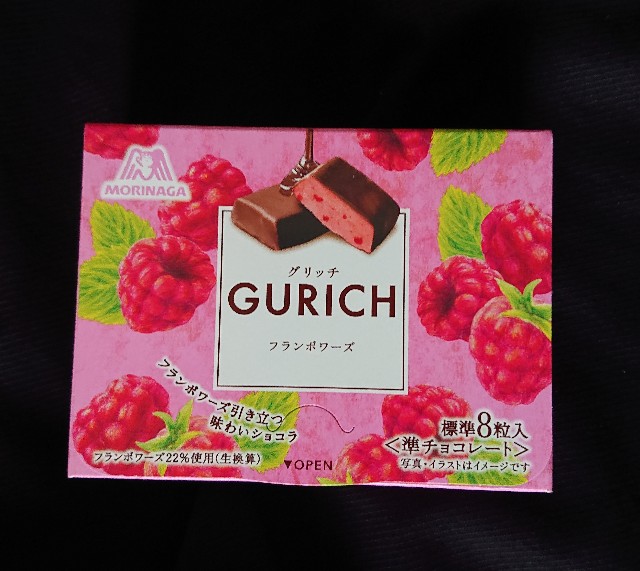 MORINAGA
グリッチ
GURICH
フランボワーズ
フランボワーズ引き立つ
味わいショコラ
フランボワーズ22%使用(生換算)
▼OPEN
標準8粒入
<準チョコレート>
写真・イラストはイメージです